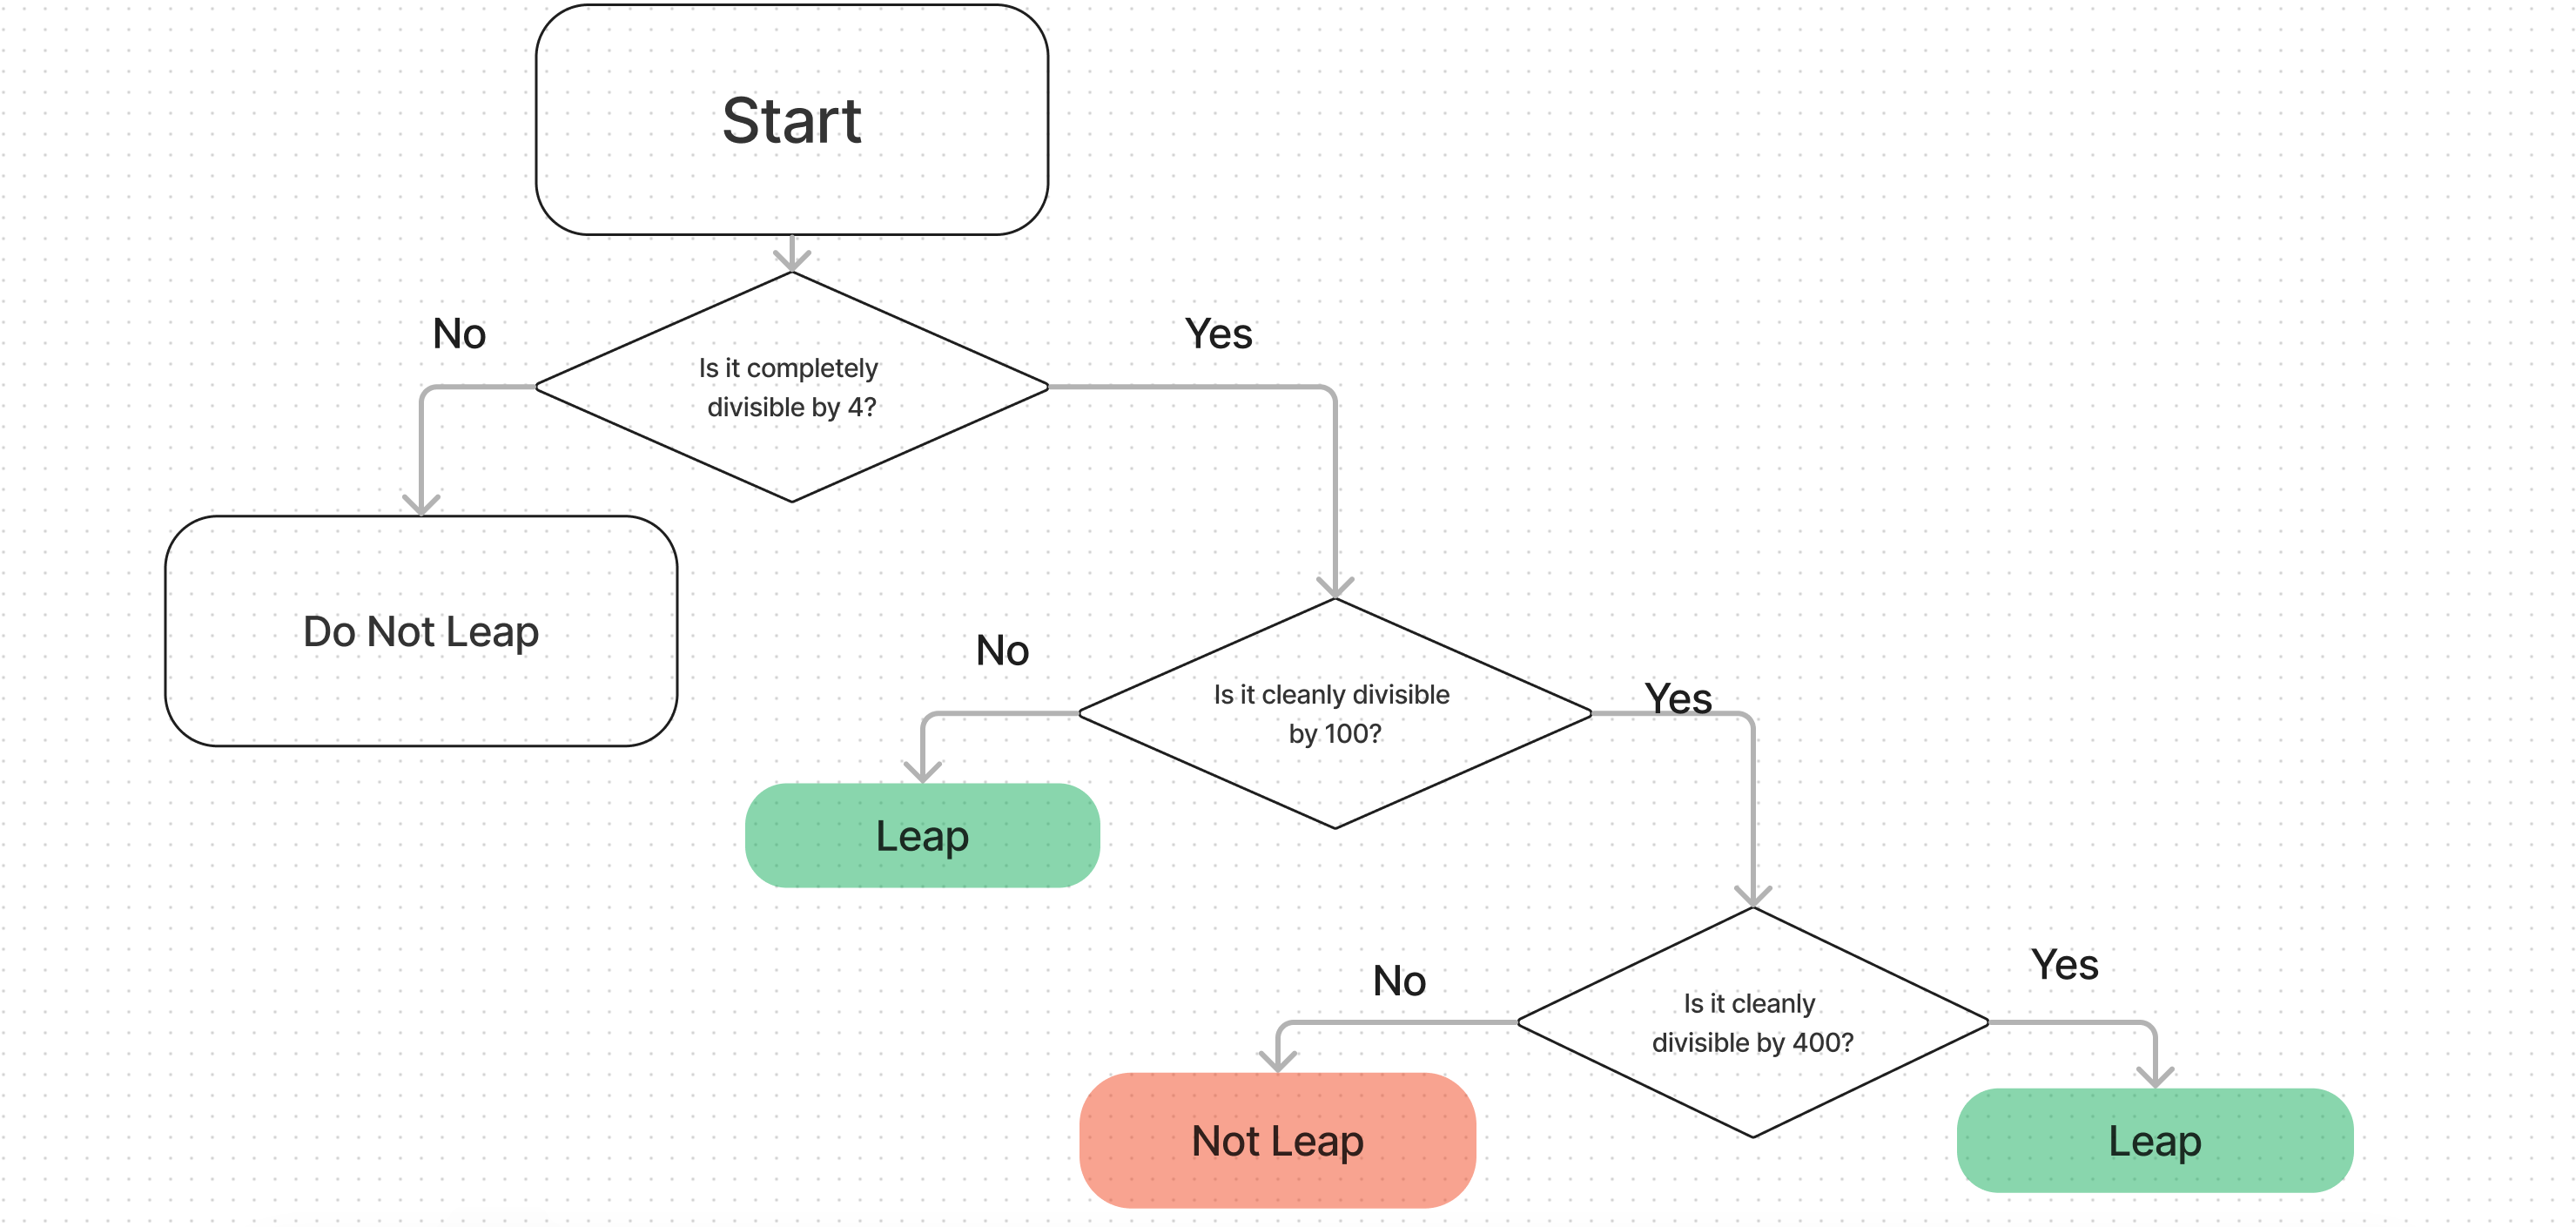 Start
No
Yes
Is it completely
divisible by 4?
Do Not Leap
No
Yes
Is it cleanly divisible
by 100?
Leap
No
Yes
Is it cleanly
divisible by 400?
Not Leap
Leap